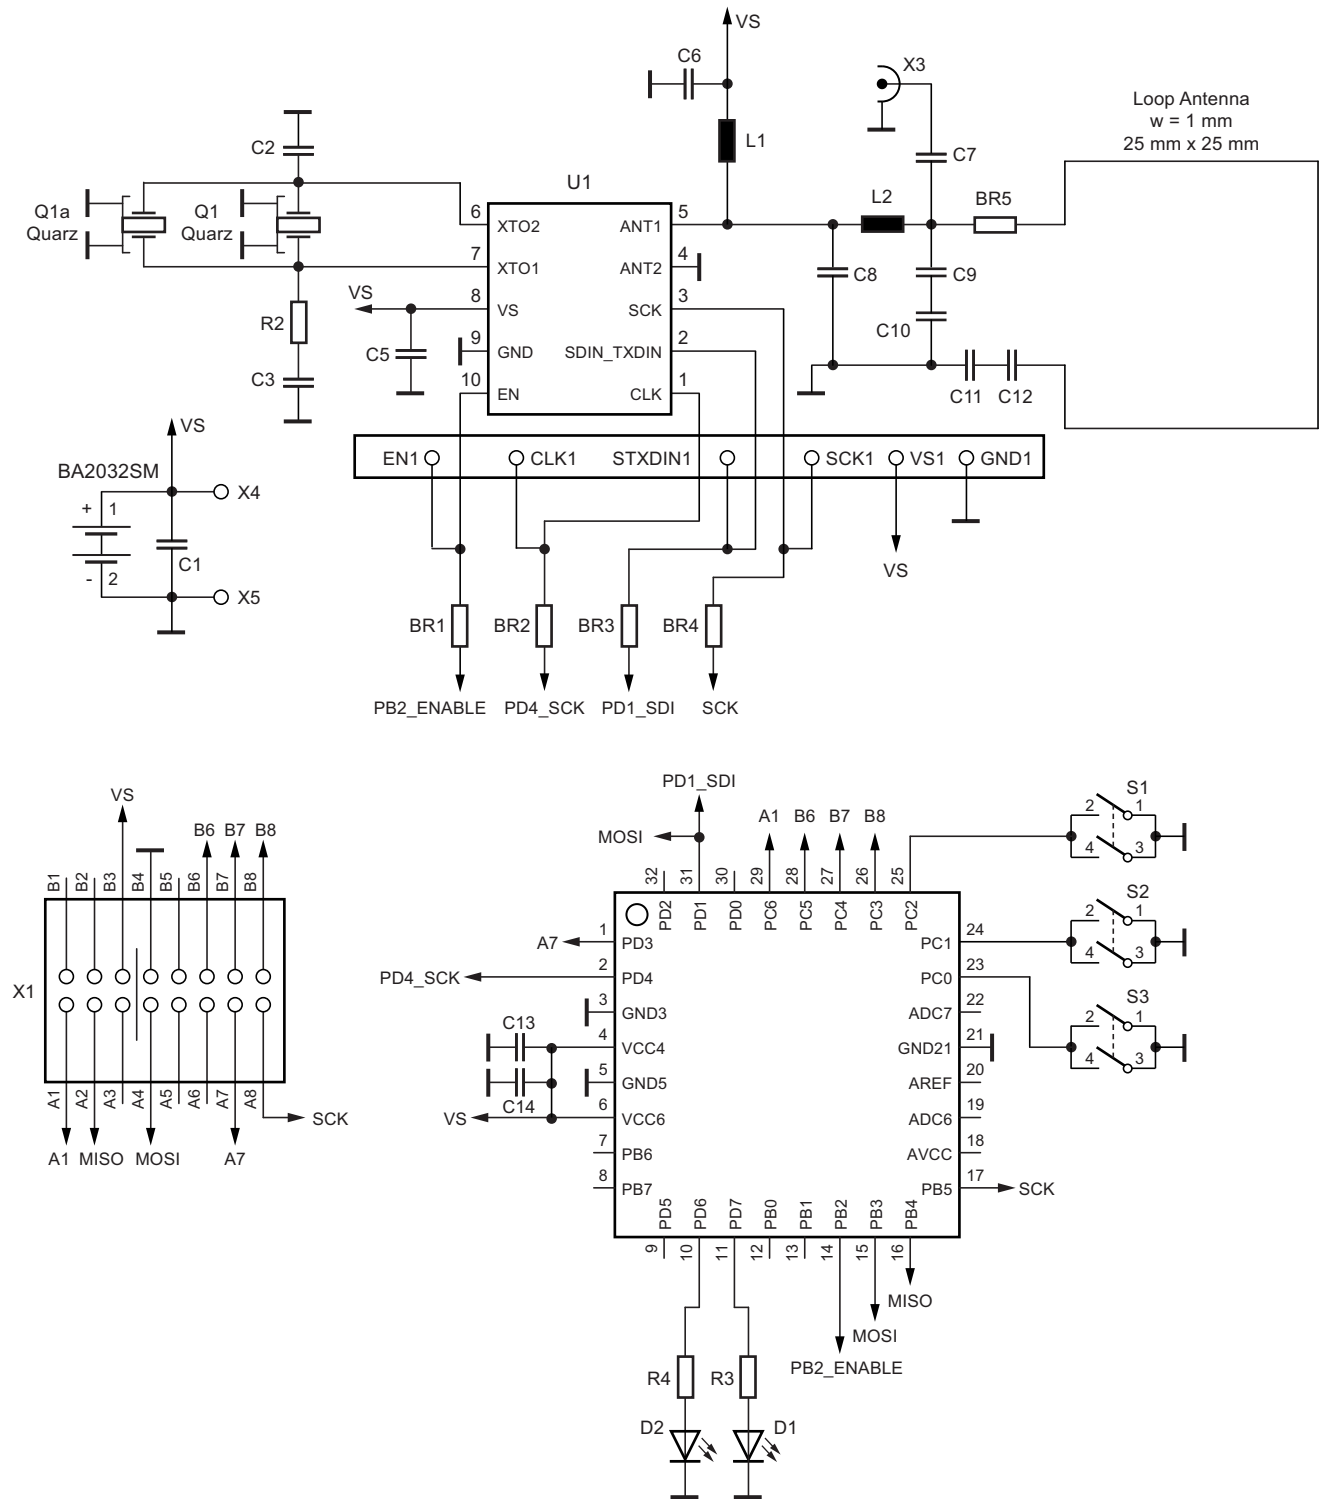 VS
C6
X3
Loop Antenna
w = 1 mm
25 mm x 25 mm
C2
L1
C7
U1
Q1a
Quarz
Q1
Quarz
L2
BR5
6 XTO2
ANT1 5
7 XTO1
ANT2 4
C8
C9
VS
8 VS
SCK 3
R2
C10
C5
9 GND
SDIN_TXDIN 2
C3
10 EN
CLK 1
C11
C12
VS
EN1
CLK1
STXDIN1
SCK1
VS1
GND1
BA2032SM
X4
+ 1
C1
- 2
VS
X5
BR1
BR2
BR3
BR4
PB2_ENABLE
PD4_SCK
PD1_SDI
SCK
PD1_SDI
S1
VS
A1
B6
B7
B8
2 1
B6
B7
B8
MOSI
4 3
B1
B2
B3
B4
B5
B6
B7
B8
32
31
30
29
28
27
26
25
PD2
PD1
PD0
PC6
PC5
PC4
PC3
PC2
S2
2 1
4 3
A7
1 PD3
PC1 24
PD4_SCK
2 PD4
PC0 23
X1
3 GND3
ADC7 22
S3
2 1
4 3
C13
4 VCC4
GND21 21
5 GND5
AREF 20
C14
A1
A2
A3
A4
A5
A6
A7
A8
SCK
VS
6 VCC6
ADC6 19
A1
MISO
MOSI
A7
7 PB6
AVCC 18
8 PB7
PB5 17
SCK
PD5
PD6
PD7
PB0
PB1
PB2
PB3
PB4
9
10
11
12
13
14
15
16
MISO
MOSI
PB2_ENABLE
R4
R3
D2
D1